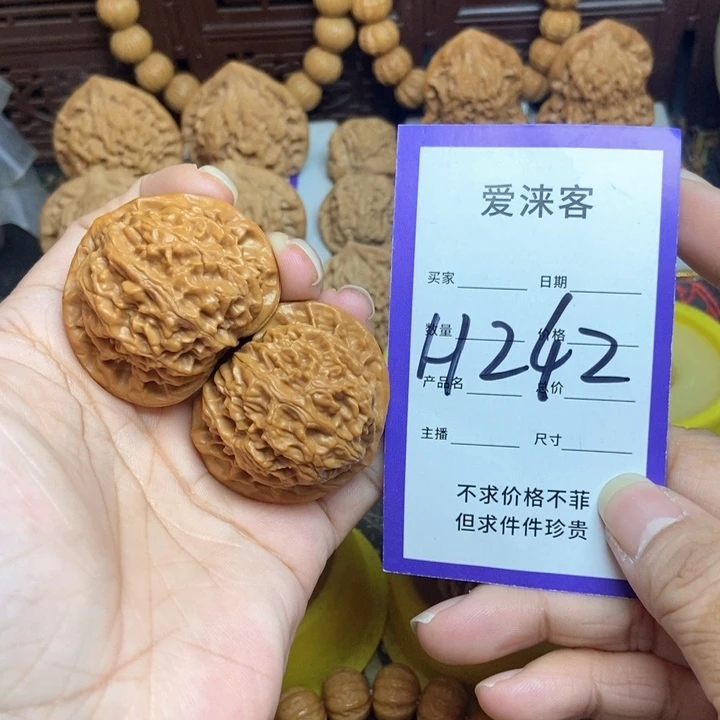 爱涞客
买家 日期
数量 价格
H242
产品名 总价
主播 尺寸
不求价格不菲
但求件件珍贵